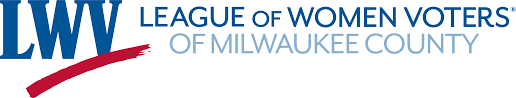 LWV
LEAGUE OF WOMEN VOTERS®
OF MILWAUKEE COUNTY